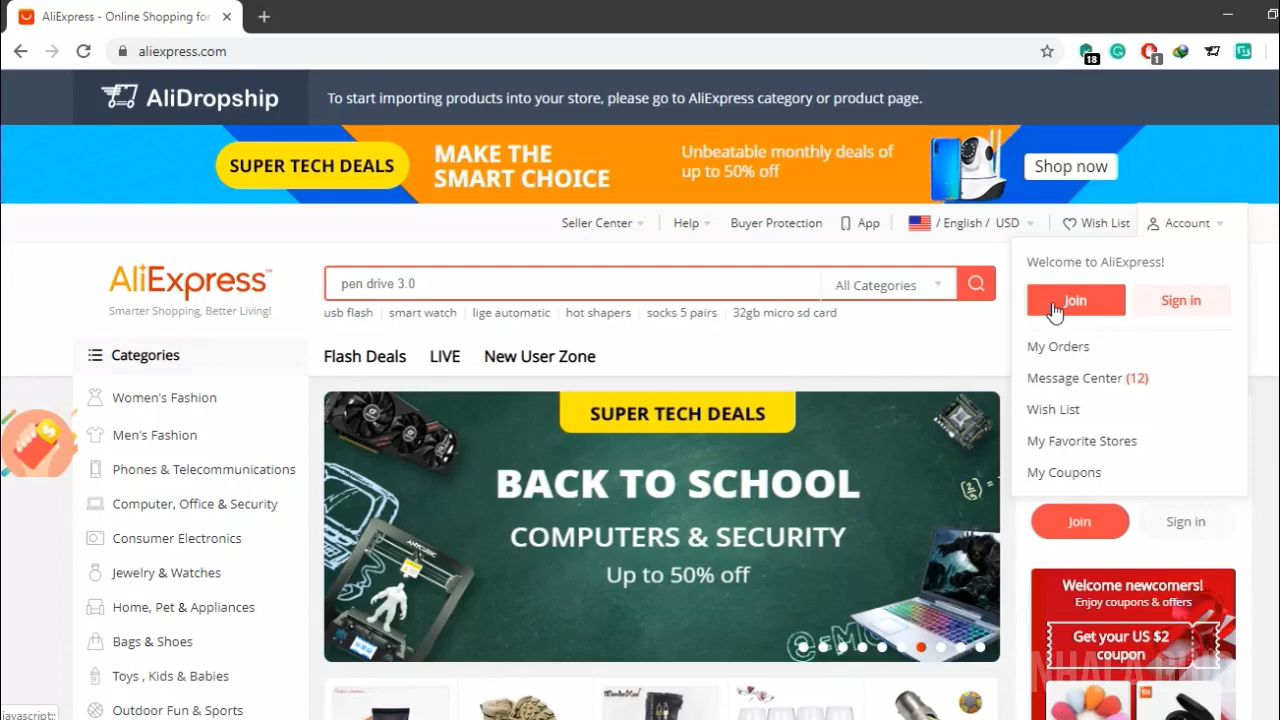 AliExpress - Online Shopping for
aliexpress.com
18
1
AliDropship
To start importing products into your store, please go to AliExpress category or product page.
SUPER TECH DEALS
MAKE THE
SMART CHOICE
Unbeatable monthly deals of
up to 50% off
Shop now
Seller Center
Help
Buyer Protection
App
/ English / USD
Wish List
Account
Welcome to AliExpress!
Join
Sign in
My Orders
Message Center (12)
Wish List
My Favorite Stores
My Coupons
AliExpress™
Smarter Shopping, Better Living!
pen drive 3.0
All Categories
usb flash
smart watch
lige automatic
hot shapers
socks 5 pairs
32gb micro sd card
Categories
Flash Deals
LIVE
New User Zone
Women's Fashion
Men's Fashion
Phones & Telecommunications
Computer, Office & Security
Consumer Electronics
Jewelry & Watches
Home, Pet & Appliances
Bags & Shoes
Toys , Kids & Babies
Outdoor Fun & Sports
SUPER TECH DEALS
BACK TO SCHOOL
COMPUTERS & SECURITY
Up to 50% off
ANYCUBIC
Join
Sign in
Welcome newcomers!
Enjoy coupons & offers
Get your US $2
coupon
javascript: